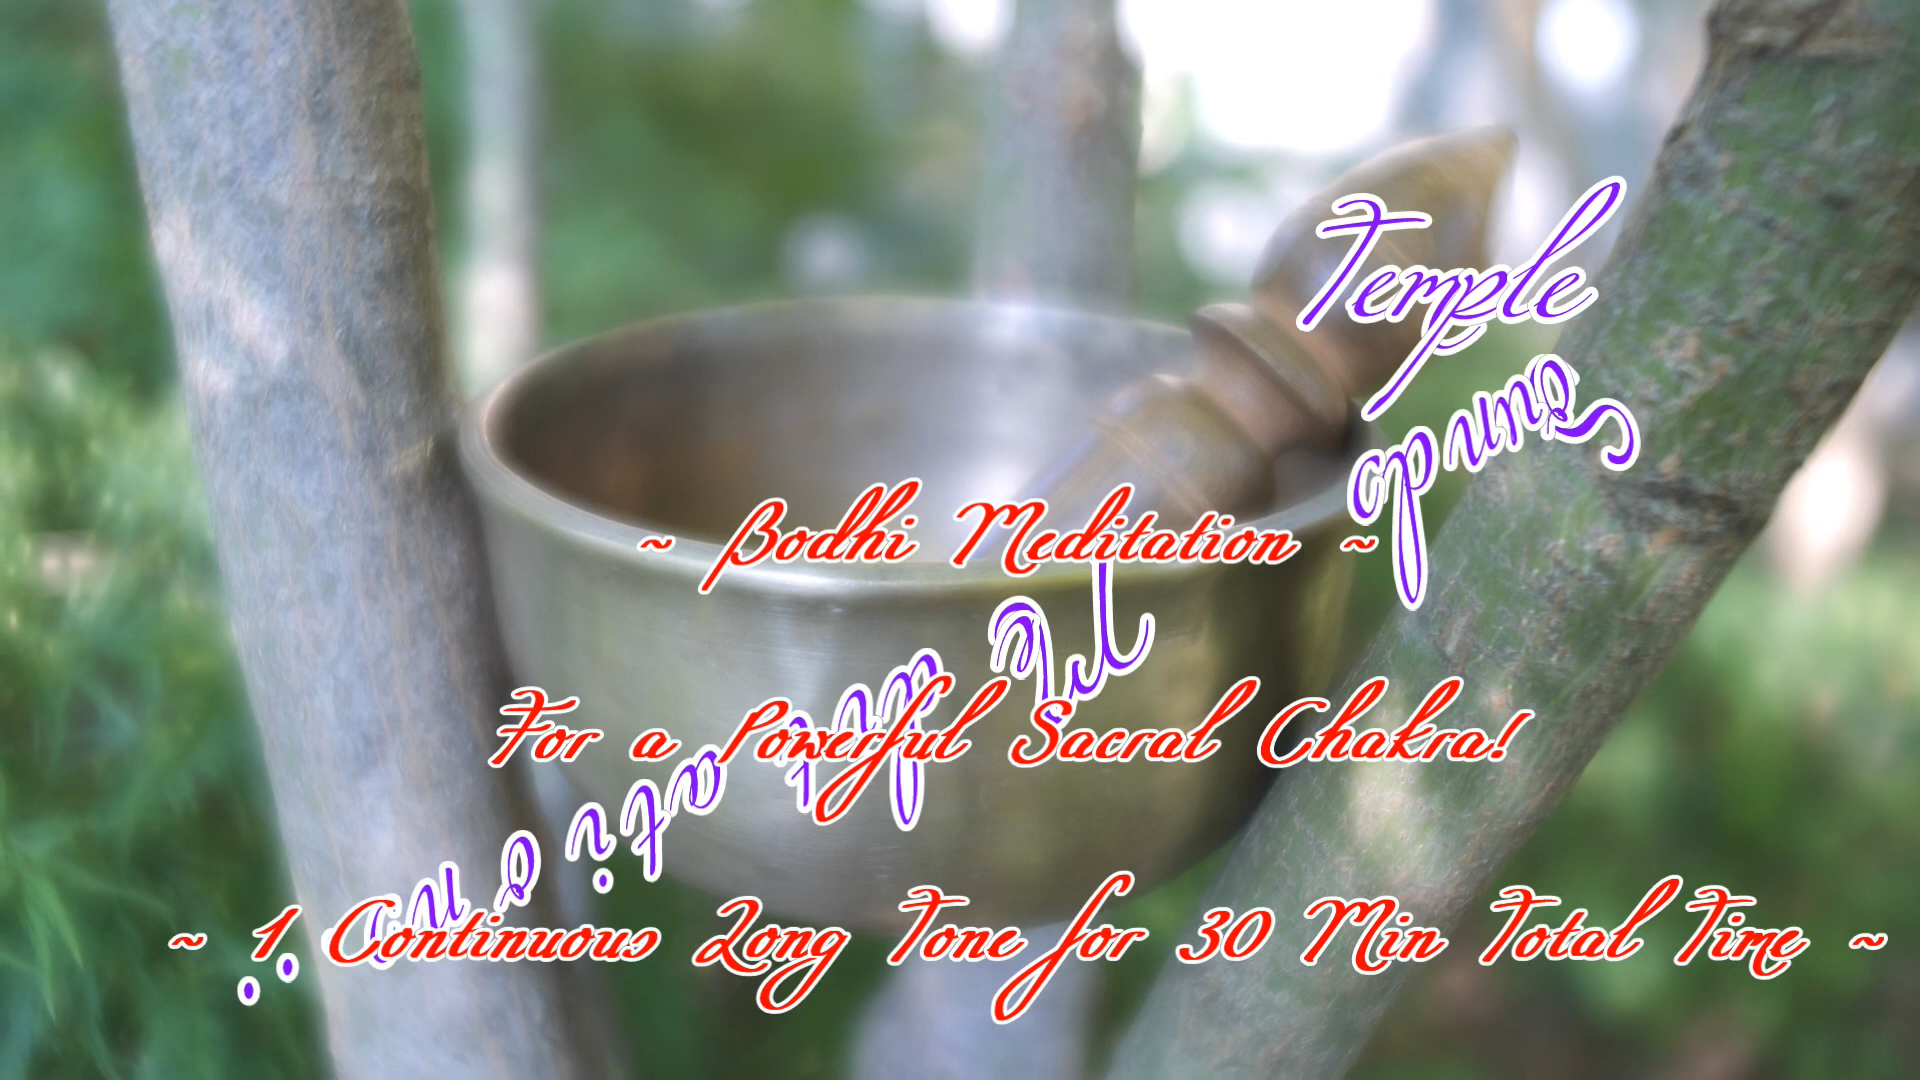 Temple
Sounds
~ Bodhi Meditation ~
For a Powerful Sacral Chakra!
~ 1 Continuous Long Tone for 30 Min Total Time ~